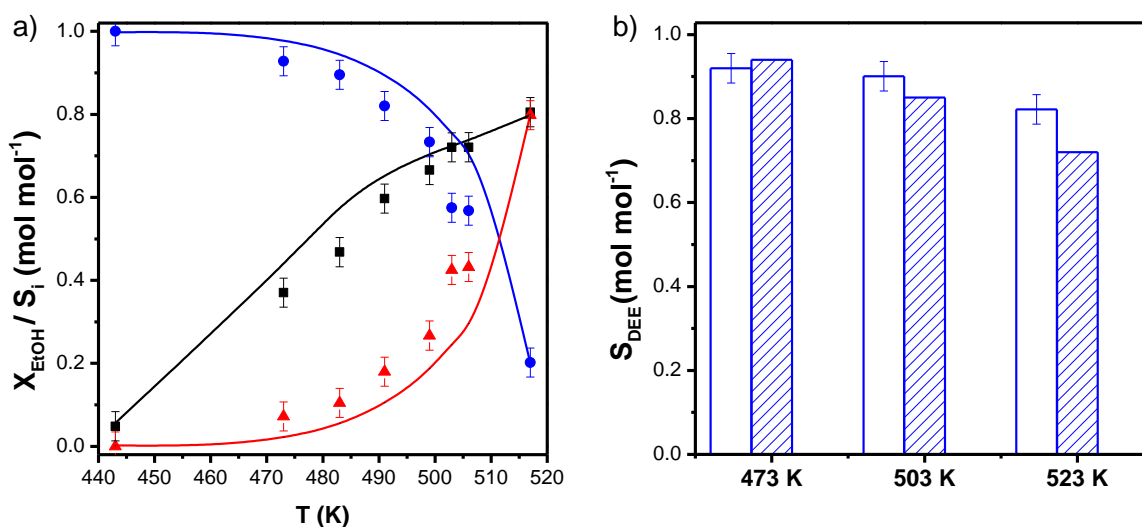 a)
X_EtOH / S_i (mol mol⁻¹)
1.0
0.8
0.6
0.4
0.2
0.0
440 450 460 470 480 490 500 510 520
T (K)
b)
S_DEE (mol mol⁻¹)
1.0
0.8
0.6
0.4
0.2
0.0
473 K 503 K 523 K